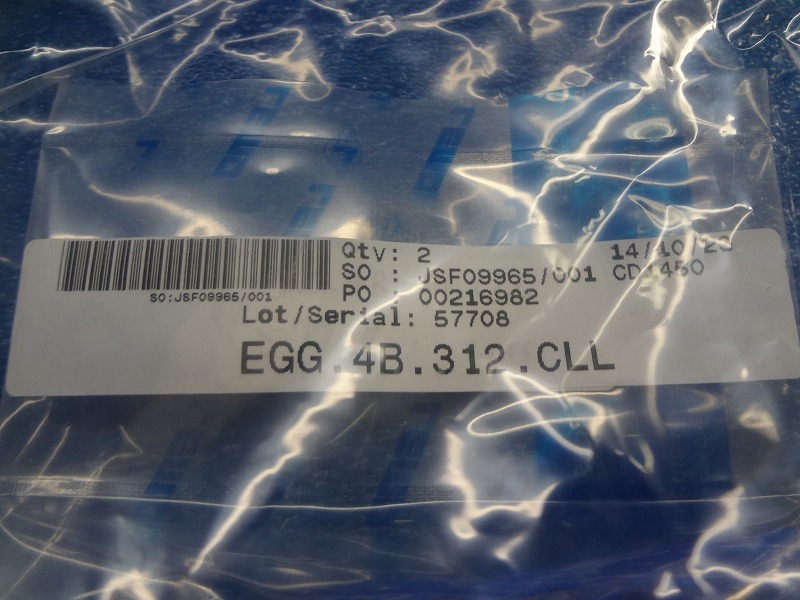 Qty: 2
SO : JSF09965/001
PO : 00216982
SO:JSF09965/001
Lot/Serial: 57708
EGG.4B.312.CLL